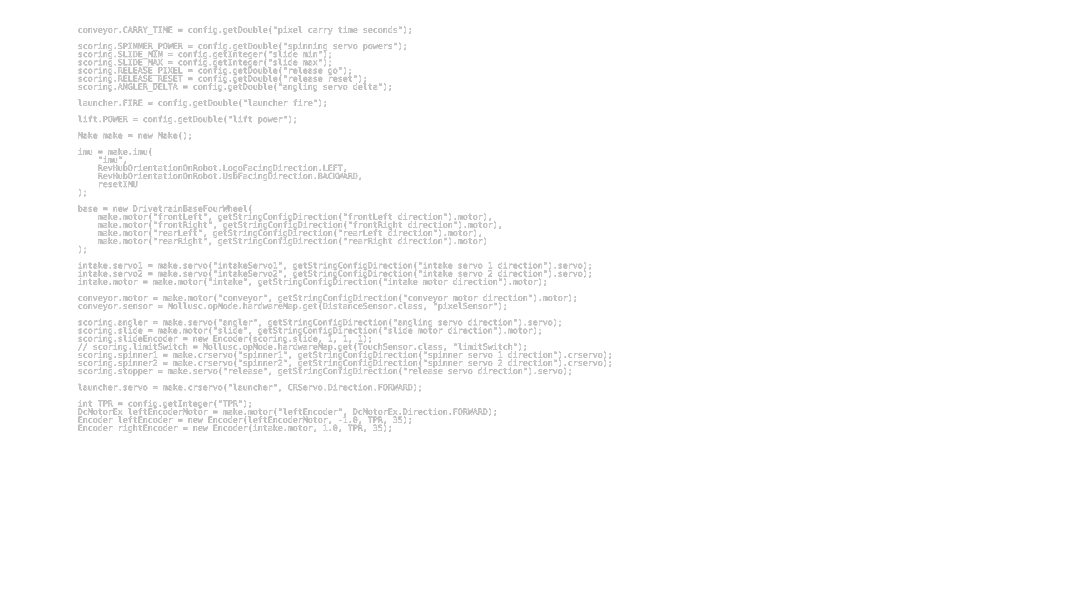 conveyor.CARRY_TIME = config.getDouble("pixel carry time seconds");
scoring.SPINNER_POWER = config.getDouble("spinning servo powers");
scoring.SLIDE_MIN = config.getInteger("slide min");
scoring.SLIDE_MAX = config.getInteger("slide max");
scoring.RELEASE_PIXEL = config.getDouble("release go");
scoring.RELEASE_RESET = config.getDouble("release reset");
scoring.ANGLER_DELTA = config.getDouble("angling servo delta");
launcher.FIRE = config.getDouble("launcher fire");
lift.POWER = config.getDouble("lift power");
Make make = new Make();
imu = make.imu(
"imu",
RevHubOrientationOnRobot.LogoFacingDirection.LEFT,
RevHubOrientationOnRobot.UsbFacingDirection.BACKWARD,
resetIMU
);
base = new DrivetrainBaseFourWheel(
make.motor("frontLeft", getStringConfigDirection("frontLeft direction").motor),
make.motor("frontRight", getStringConfigDirection("frontRight direction").motor),
make.motor("rearLeft", getStringConfigDirection("rearLeft direction").motor),
make.motor("rearRight", getStringConfigDirection("rearRight direction").motor)
);
intake.servo1 = make.servo("intakeServo1", getStringConfigDirection("intake servo 1 direction").servo);
intake.servo2 = make.servo("intakeServo2", getStringConfigDirection("intake servo 2 direction").servo);
intake.motor = make.motor("intake", getStringConfigDirection("intake motor direction").motor);
conveyor.motor = make.motor("conveyor", getStringConfigDirection("conveyor motor direction").motor);
conveyor.sensor = Mollusc.opMode.hardwareMap.get(DistanceSensor.class, "pixelSensor");
scoring.angler = make.servo("angler", getStringConfigDirection("angling servo direction").servo);
scoring.slide = make.motor("slide", getStringConfigDirection("slide motor direction").motor);
scoring.slideEncoder = new Encoder(scoring.slide, 1, 1, 1);
// scoring.limitSwitch = Mollusc.opMode.hardwareMap.get(TouchSensor.class, "limitSwitch");
scoring.spinner1 = make.crservo("spinner1", getStringConfigDirection("spinner servo 1 direction").crservo);
scoring.spinner2 = make.crservo("spinner2", getStringConfigDirection("spinner servo 2 direction").crservo);
scoring.stopper = make.servo("release", getStringConfigDirection("release servo direction").servo);
launcher.servo = make.crservo("launcher", CRServo.Direction.FORWARD);
int TPR = config.getInteger("TPR");
DcMotorEx leftEncoderMotor = make.motor("leftEncoder", DcMotorEx.Direction.FORWARD);
Encoder leftEncoder = new Encoder(leftEncoderMotor, -1.0, TPR, 35);
Encoder rightEncoder = new Encoder(intake.motor, 1.0, TPR, 35);